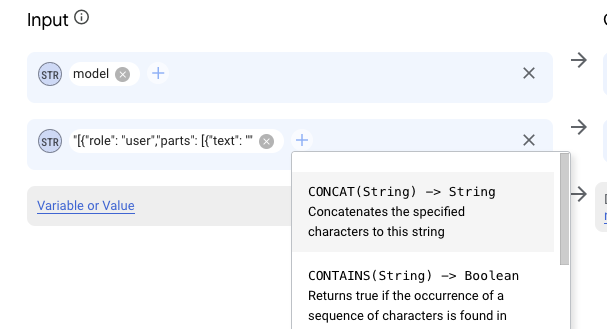 Input
STR model
STR "[{"role": "user","parts": [{"text": ""
Variable or Value
CONCAT(String) -> String
Concatenates the specified
characters to this string
CONTAINS(String) -> Boolean
Returns true if the occurrence of a
sequence of characters is found in